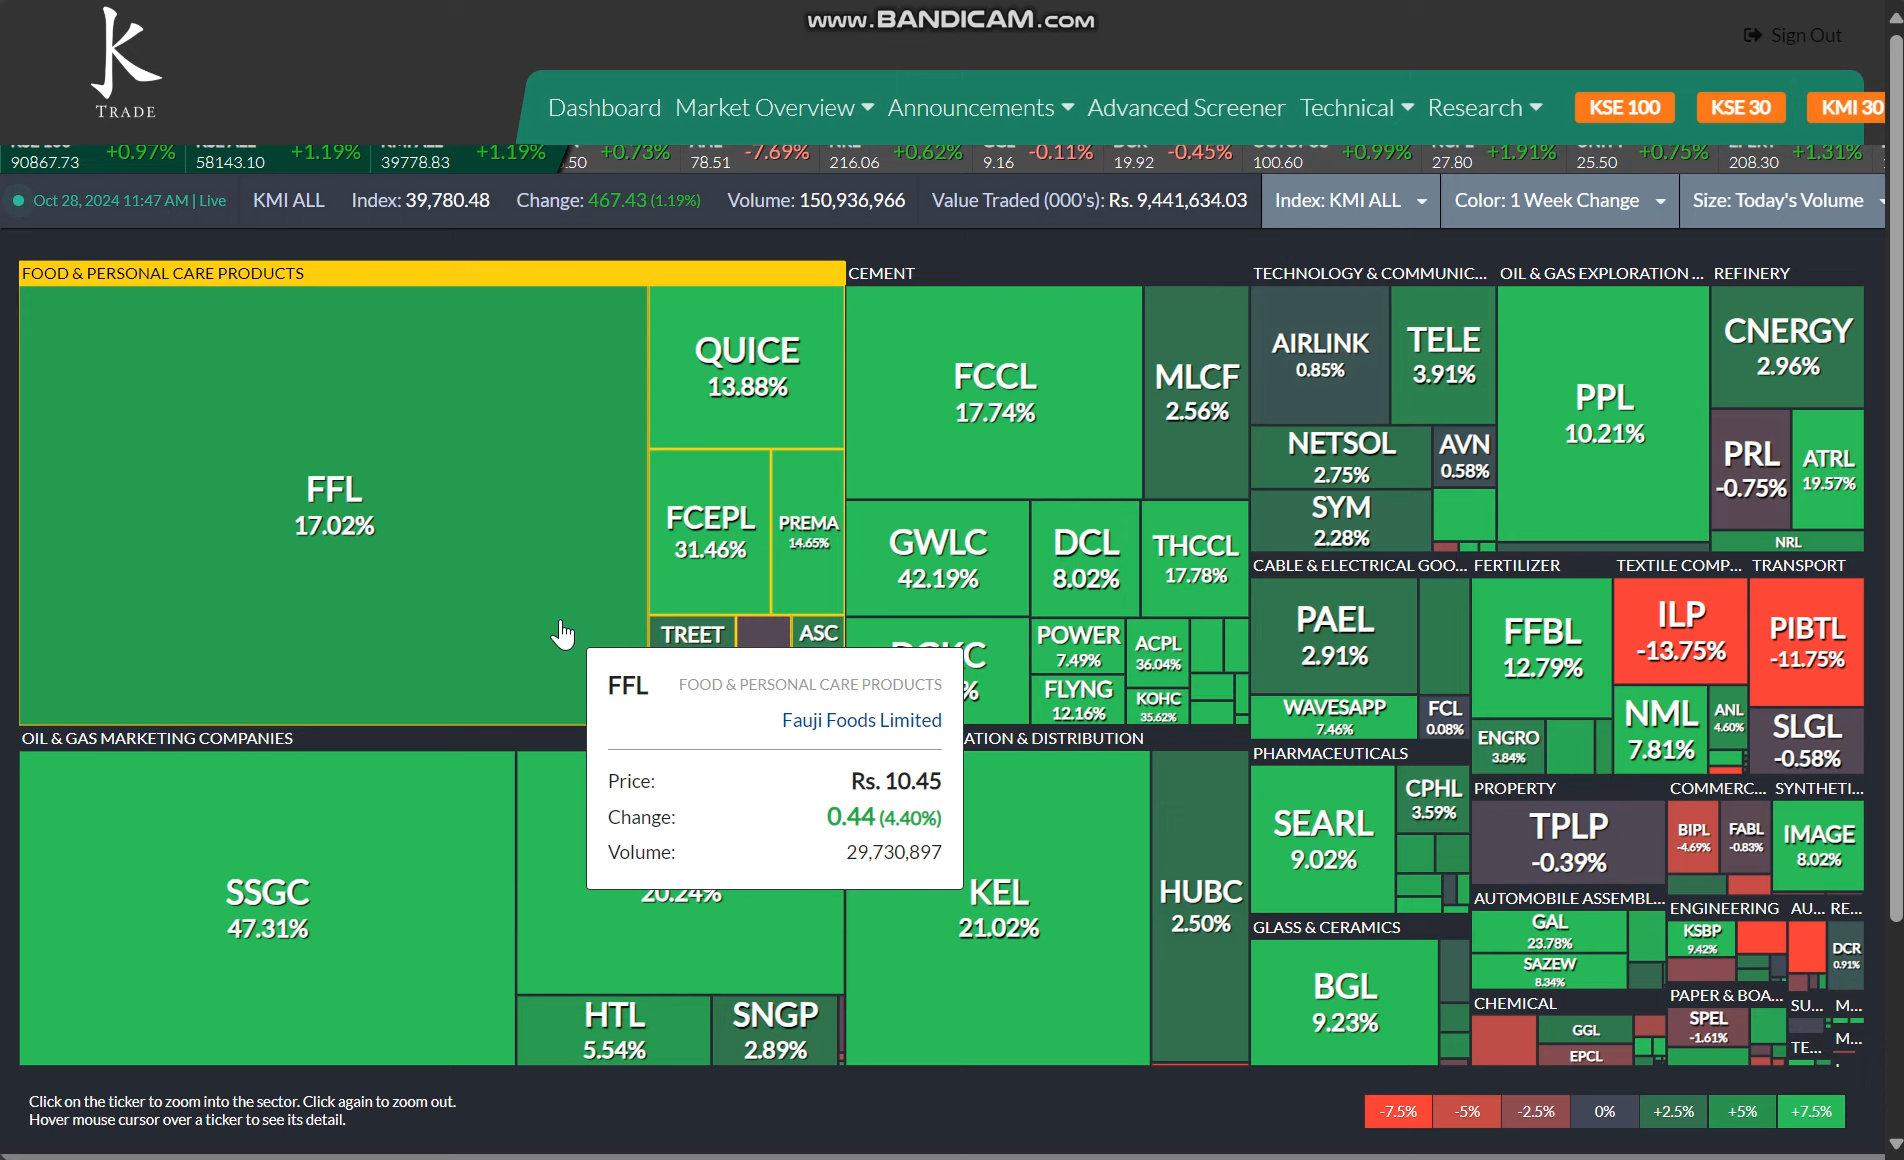 www.BANDICAM.com
Sign Out
TRADE
Dashboard Market Overview Announcements Advanced Screener Technical Research KSE 100 KSE 30 KMI 30
90867.73 +0.97% 58143.10 +1.19% 39778.83 +1.19% .50 +0.73% 78.51 -7.69% 216.06 +0.62% 9.16 -0.11% 19.92 -0.45% 100.60 +0.99% 27.80 +1.91% 25.50 +0.75% 208.30 +1.31%
Oct 28, 2024 11:47 AM | Live KMI ALL Index: 39,780.48 Change: 467.43 (1.19%) Volume: 150,936,966 Value Traded (000's): Rs. 9,441,634.03 Index: KMI ALL Color: 1 Week Change Size: Today's Volume
FOOD & PERSONAL CARE PRODUCTS
FFL
17.02%
QUICE
13.88%
FCEPL
31.46%
PREMA
14.65%
TREET
ASC
CEMENT
FCCL
17.74%
MLCF
2.56%
GWLC
42.19%
DCL
8.02%
THCCL
17.78%
POWER
7.49%
ACPL
36.04%
FLYNG
12.16%
KOHC
35.62%
TECHNOLOGY & COMMUNIC...
AIRLINK
0.85%
TELE
3.91%
NETSOL
2.75%
AVN
0.58%
SYM
2.28%
OIL & GAS EXPLORATION ...
PPL
10.21%
REFINERY
CNERGY
2.96%
PRL
-0.75%
ATRL
19.57%
NRL
CABLE & ELECTRICAL GOO...
PAEL
2.91%
WAVESAPP
7.46%
FCL
0.08%
FERTILIZER
FFBL
12.79%
ENGRO
3.84%
TEXTILE COMP...
ILP
-13.75%
NML
7.81%
ANL
4.60%
TRANSPORT
PIBTL
-11.75%
SLGL
-0.58%
FFL FOOD & PERSONAL CARE PRODUCTS
Fauji Foods Limited
Price: Rs. 10.45
Change: 0.44 (4.40%)
Volume: 29,730,897
OIL & GAS MARKETING COMPANIES
SSGC
47.31%
20.24%
HTL
5.54%
SNGP
2.89%
ATION & DISTRIBUTION
KEL
21.02%
HUBC
2.50%
PHARMACEUTICALS
SEARL
9.02%
CPHL
3.59%
GLASS & CERAMICS
BGL
9.23%
PROPERTY
TPLP
-0.39%
COMMERC...
BIPL
-4.69%
FABL
-0.83%
SYNTHETI...
IMAGE
8.02%
AUTOMOBILE ASSEMBL...
GAL
23.78%
SAZEW
8.34%
ENGINEERING
KSBP
9.42%
AU...
RE...
DCR
0.91%
CHEMICAL
GGL
EPCL
PAPER & BOA...
SPEL
-1.61%
SU...
M...
TE...
M...
Click on the ticker to zoom into the sector. Click again to zoom out.
Hover mouse cursor over a ticker to see its detail.
-7.5% -5% -2.5% 0% +2.5% +5% +7.5%